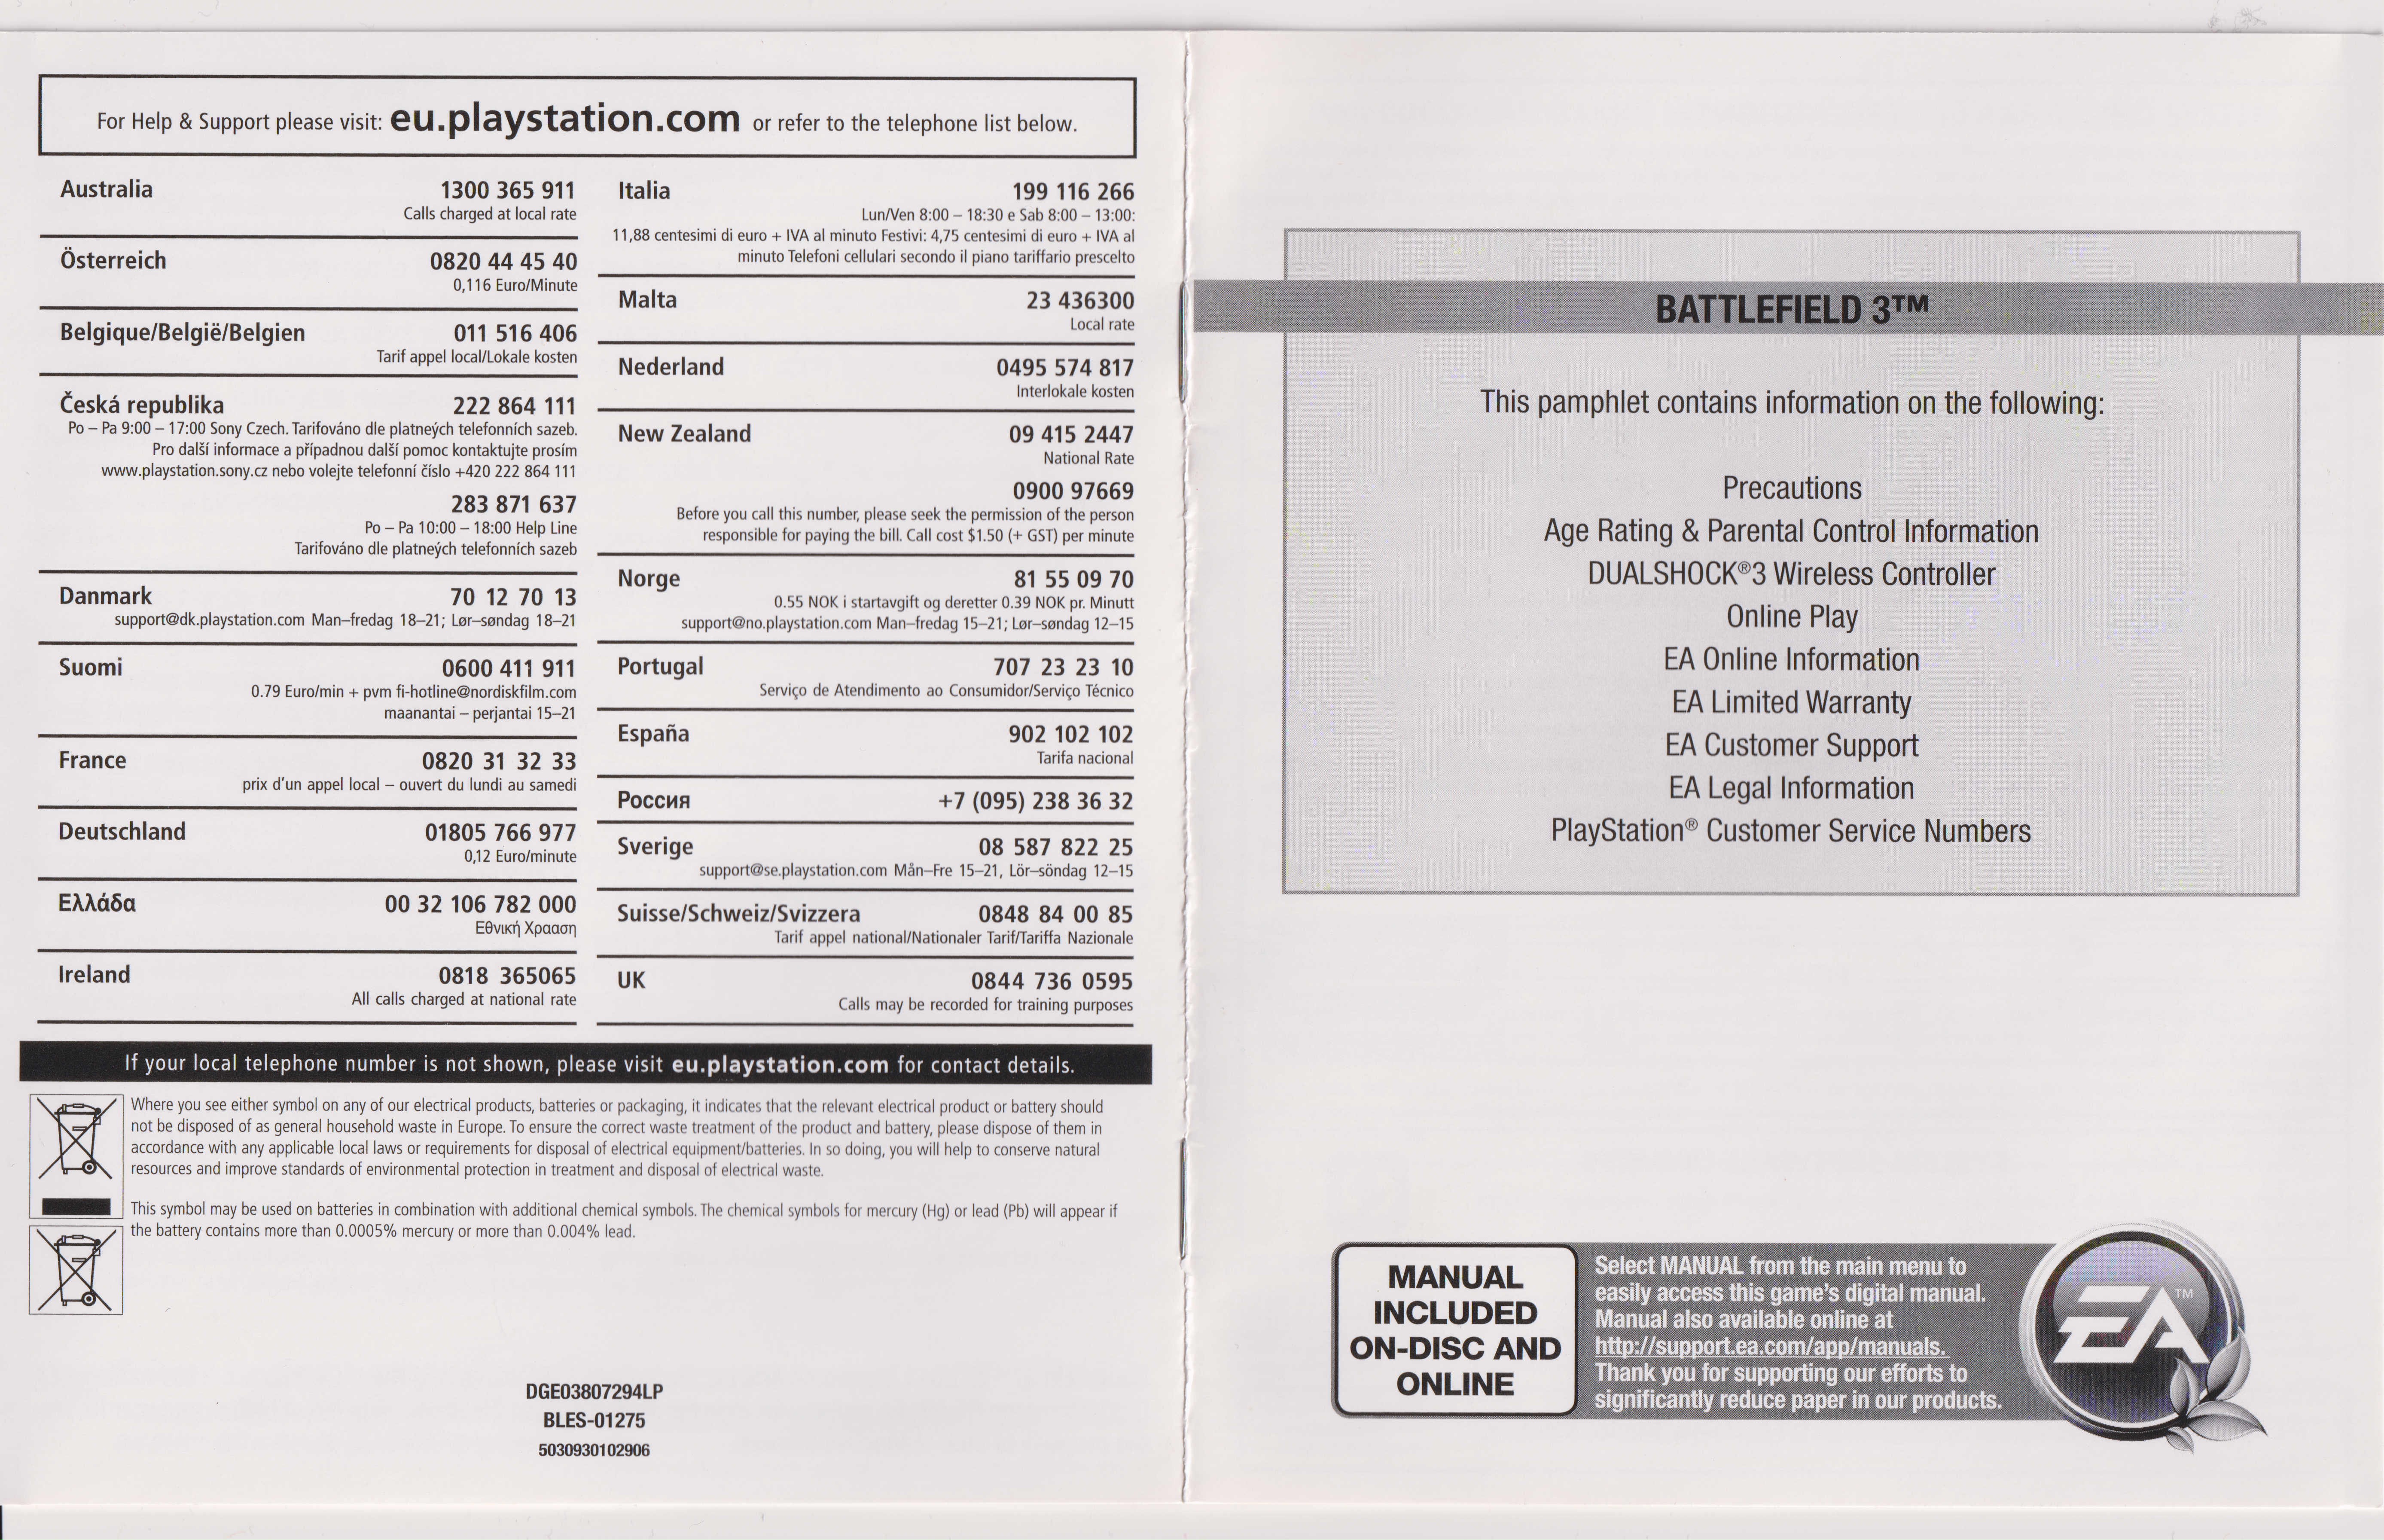 For Help & Support please visit: eu.playstation.com or refer to the telephone list below.
Australia 1300 365 911
Calls charged at local rate
Österreich 0820 44 45 40
0,116 Euro/Minute
Belgique/België/Belgien 011 516 406
Tarif appel local/Lokale kosten
Česká republika 222 864 111
Po – Pa 9:00 – 17:00 Sony Czech. Tarifováno dle platneých telefonních sazeb.
Pro další informace a případnou další pomoc kontaktujte prosím
www.playstation.sony.cz nebo volejte telefonní číslo +420 222 864 111
283 871 637
Po – Pa 10:00 – 18:00 Help Line
Tarifováno dle platneých telefonních sazeb
Danmark 70 12 70 13
support@dk.playstation.com Man–fredag 18–21; Lør–søndag 18–21
Suomi 0600 411 911
0.79 Euro/min + pvm fi-hotline@nordiskfilm.com
maanantai – perjantai 15–21
France 0820 31 32 33
prix d'un appel local – ouvert du lundi au samedi
Deutschland 01805 766 977
0,12 Euro/minute
Ελλάδα 00 32 106 782 000
Εθνική Χρααση
Ireland 0818 365065
All calls charged at national rate
Italia 199 116 266
Lun/Ven 8:00 – 18:30 e Sab 8:00 – 13:00:
11,88 centesimi di euro + IVA al minuto Festivi: 4,75 centesimi di euro + IVA al
minuto Telefoni cellulari secondo il piano tariffario prescelto
Malta 23 436300
Local rate
Nederland 0495 574 817
Interlokale kosten
New Zealand 09 415 2447
National Rate
0900 97669
Before you call this number, please seek the permission of the person
responsible for paying the bill. Call cost $1.50 (+ GST) per minute
Norge 81 55 09 70
0.55 NOK i startavgift og deretter 0.39 NOK pr. Minutt
support@no.playstation.com Man–fredag 15–21; Lør–søndag 12–15
Portugal 707 23 23 10
Serviço de Atendimento ao Consumidor/Serviço Técnico
España 902 102 102
Tarifa nacional
Россия +7 (095) 238 36 32
Sverige 08 587 822 25
support@se.playstation.com Mån–Fre 15–21, Lör–söndag 12–15
Suisse/Schweiz/Svizzera 0848 84 00 85
Tarif appel national/Nationaler Tarif/Tariffa Nazionale
UK 0844 736 0595
Calls may be recorded for training purposes
If your local telephone number is not shown, please visit eu.playstation.com for contact details.
Where you see either symbol on any of our electrical products, batteries or packaging, it indicates that the relevant electrical product or battery should
not be disposed of as general household waste in Europe. To ensure the correct waste treatment of the product and battery, please dispose of them in
accordance with any applicable local laws or requirements for disposal of electrical equipment/batteries. In so doing, you will help to conserve natural
resources and improve standards of environmental protection in treatment and disposal of electrical waste.
This symbol may be used on batteries in combination with additional chemical symbols. The chemical symbols for mercury (Hg) or lead (Pb) will appear if
the battery contains more than 0.0005% mercury or more than 0.004% lead.
DGE03807294LP
BLES-01275
5030930102906
BATTLEFIELD 3™
This pamphlet contains information on the following:
Precautions
Age Rating & Parental Control Information
DUALSHOCK®3 Wireless Controller
Online Play
EA Online Information
EA Limited Warranty
EA Customer Support
EA Legal Information
PlayStation® Customer Service Numbers
MANUAL
INCLUDED
ON-DISC AND
ONLINE
Select MANUAL from the main menu to
easily access this game's digital manual.
Manual also available online at
http://support.ea.com/app/manuals.
Thank you for supporting our efforts to
significantly reduce paper in our products.
EA™